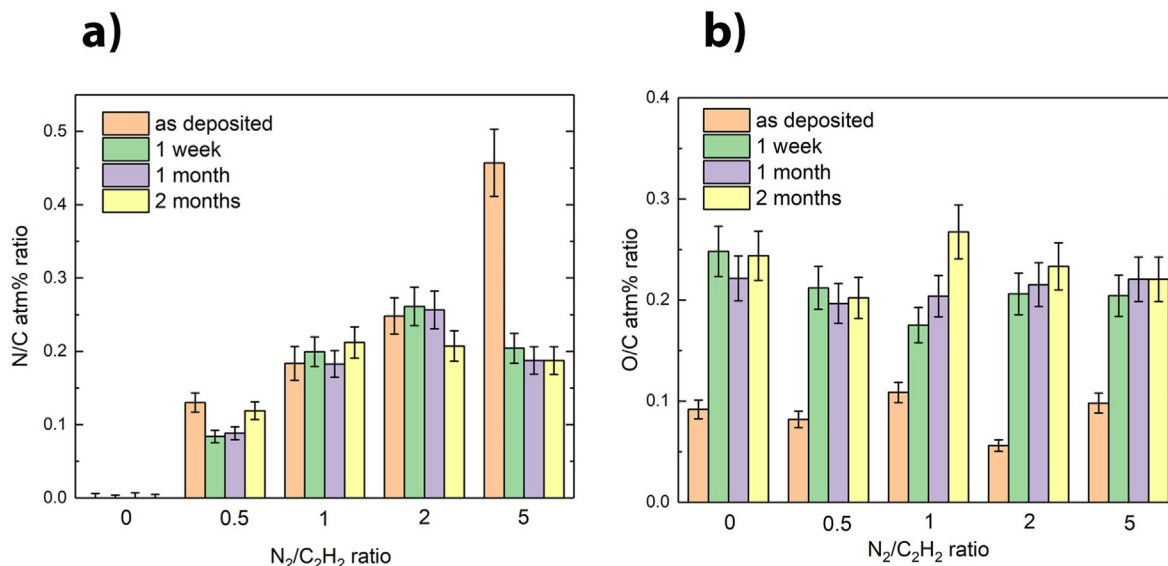 a)
as deposited
1 week
1 month
2 months
0.5
0.4
0.3
0.2
0.1
0.0
N/C atm% ratio
0 0.5 1 2 5
N₂/C₂H₂ ratio
b)
as deposited
1 week
1 month
2 months
0.4
0.3
0.2
0.1
0.0
O/C atm% ratio
0 0.5 1 2 5
N₂/C₂H₂ ratio